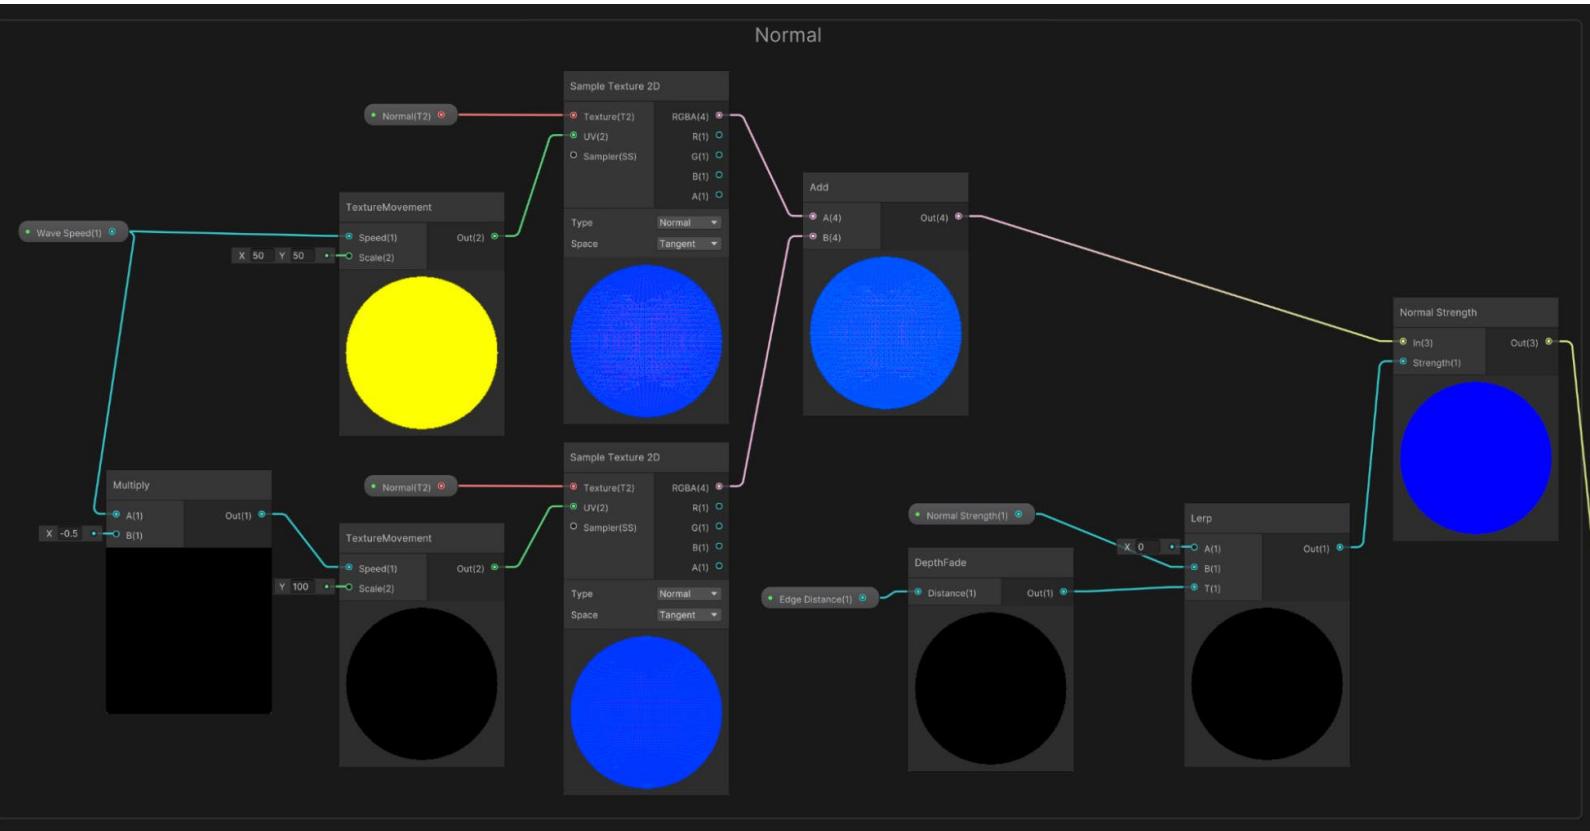 Normal
Sample Texture 2D
Normal(T2)
Texture(T2)
RGBA(4)
UV(2)
R(1)
Sampler(SS)
G(1)
B(1)
A(1)
Type
Normal
Space
Tangent
TextureMovement
Wave Speed(1)
Speed(1)
Out(2)
X 50 Y 50
Scale(2)
Add
A(4)
Out(4)
B(4)
Normal Strength
In(3)
Out(3)
Strength(1)
Multiply
A(1)
Out(1)
X -0.5
B(1)
Sample Texture 2D
Normal(T2)
Texture(T2)
RGBA(4)
UV(2)
R(1)
Sampler(SS)
G(1)
B(1)
A(1)
Type
Normal
Space
Tangent
TextureMovement
Speed(1)
Out(2)
Y 100
Scale(2)
Normal Strength(1)
Lerp
X 0
A(1)
Out(1)
B(1)
T(1)
DepthFade
Edge Distance(1)
Distance(1)
Out(1)